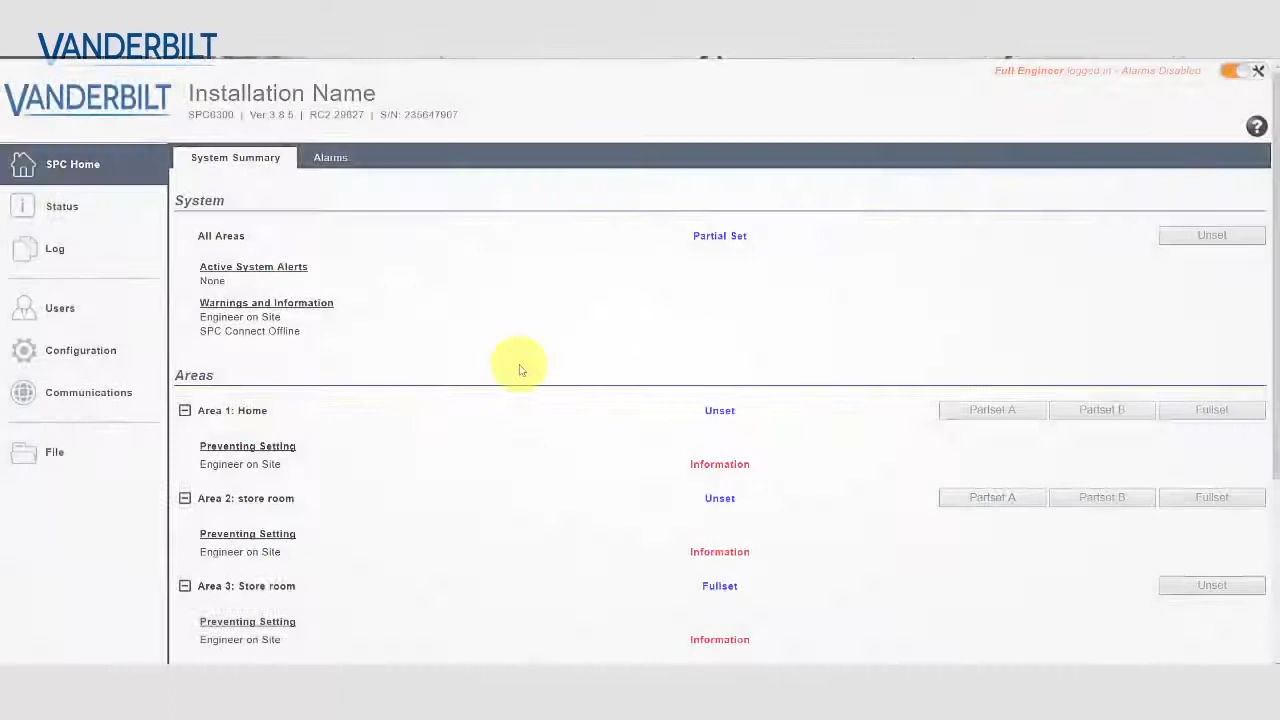 VANDERBILT
Full Engineer logged in - Alarms Disabled
VANDERBILT
Installation Name
SPC6300 | Ver 3.8.5 | RC2.29827 | S/N: 235647907
?
SPC Home
System Summary
Alarms
Status
Log
Users
Configuration
Communications
File
System
All Areas
Partial Set
Unset
Active System Alerts
None
Warnings and Information
Engineer on Site
SPC Connect Offline
Areas
Area 1: Home
Unset
Partset A
Partset B
Fullset
Preventing Setting
Engineer on Site
Information
Area 2: store room
Unset
Partset A
Partset B
Fullset
Preventing Setting
Engineer on Site
Information
Area 3: Store room
Fullset
Unset
Preventing Setting
Engineer on Site
Information